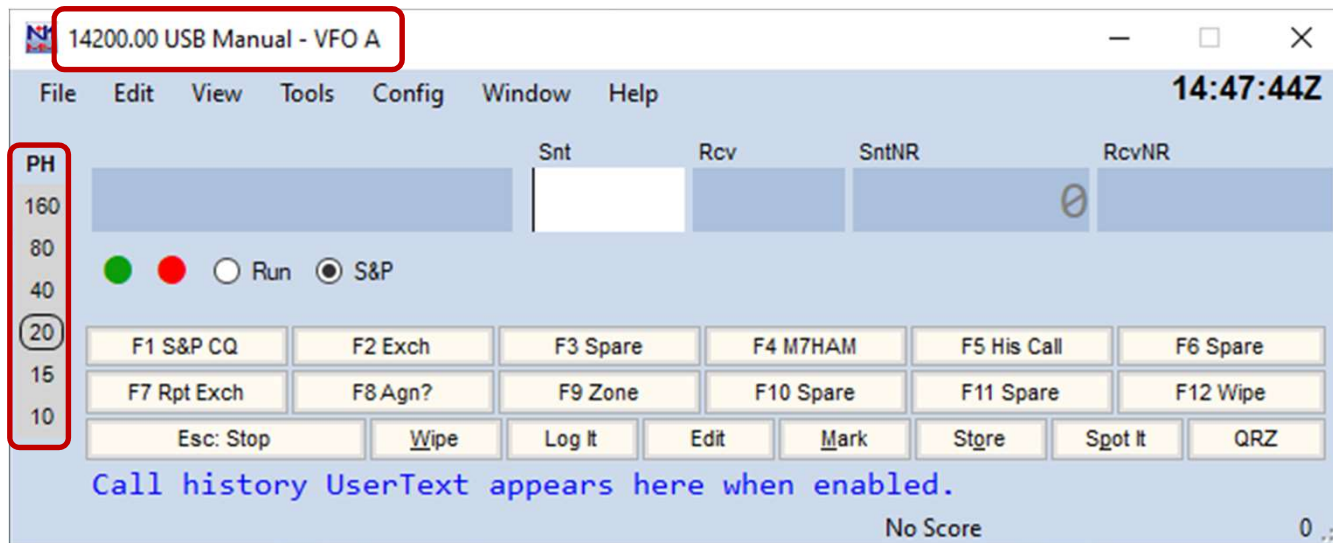 14200.00 USB Manual - VFO A
File Edit View Tools Config Window Help 14:47:44Z
Snt Rcv SntNR RcvNR
PH
160
0
80
Run S&P
40
20
F1 S&P CQ F2 Exch F3 Spare F4 M7HAM F5 His Call F6 Spare
15
F7 Rpt Exch F8 Agn? F9 Zone F10 Spare F11 Spare F12 Wipe
10
Esc: Stop Wipe Log It Edit Mark Store Spot It QRZ
Call history UserText appears here when enabled.
No Score 0